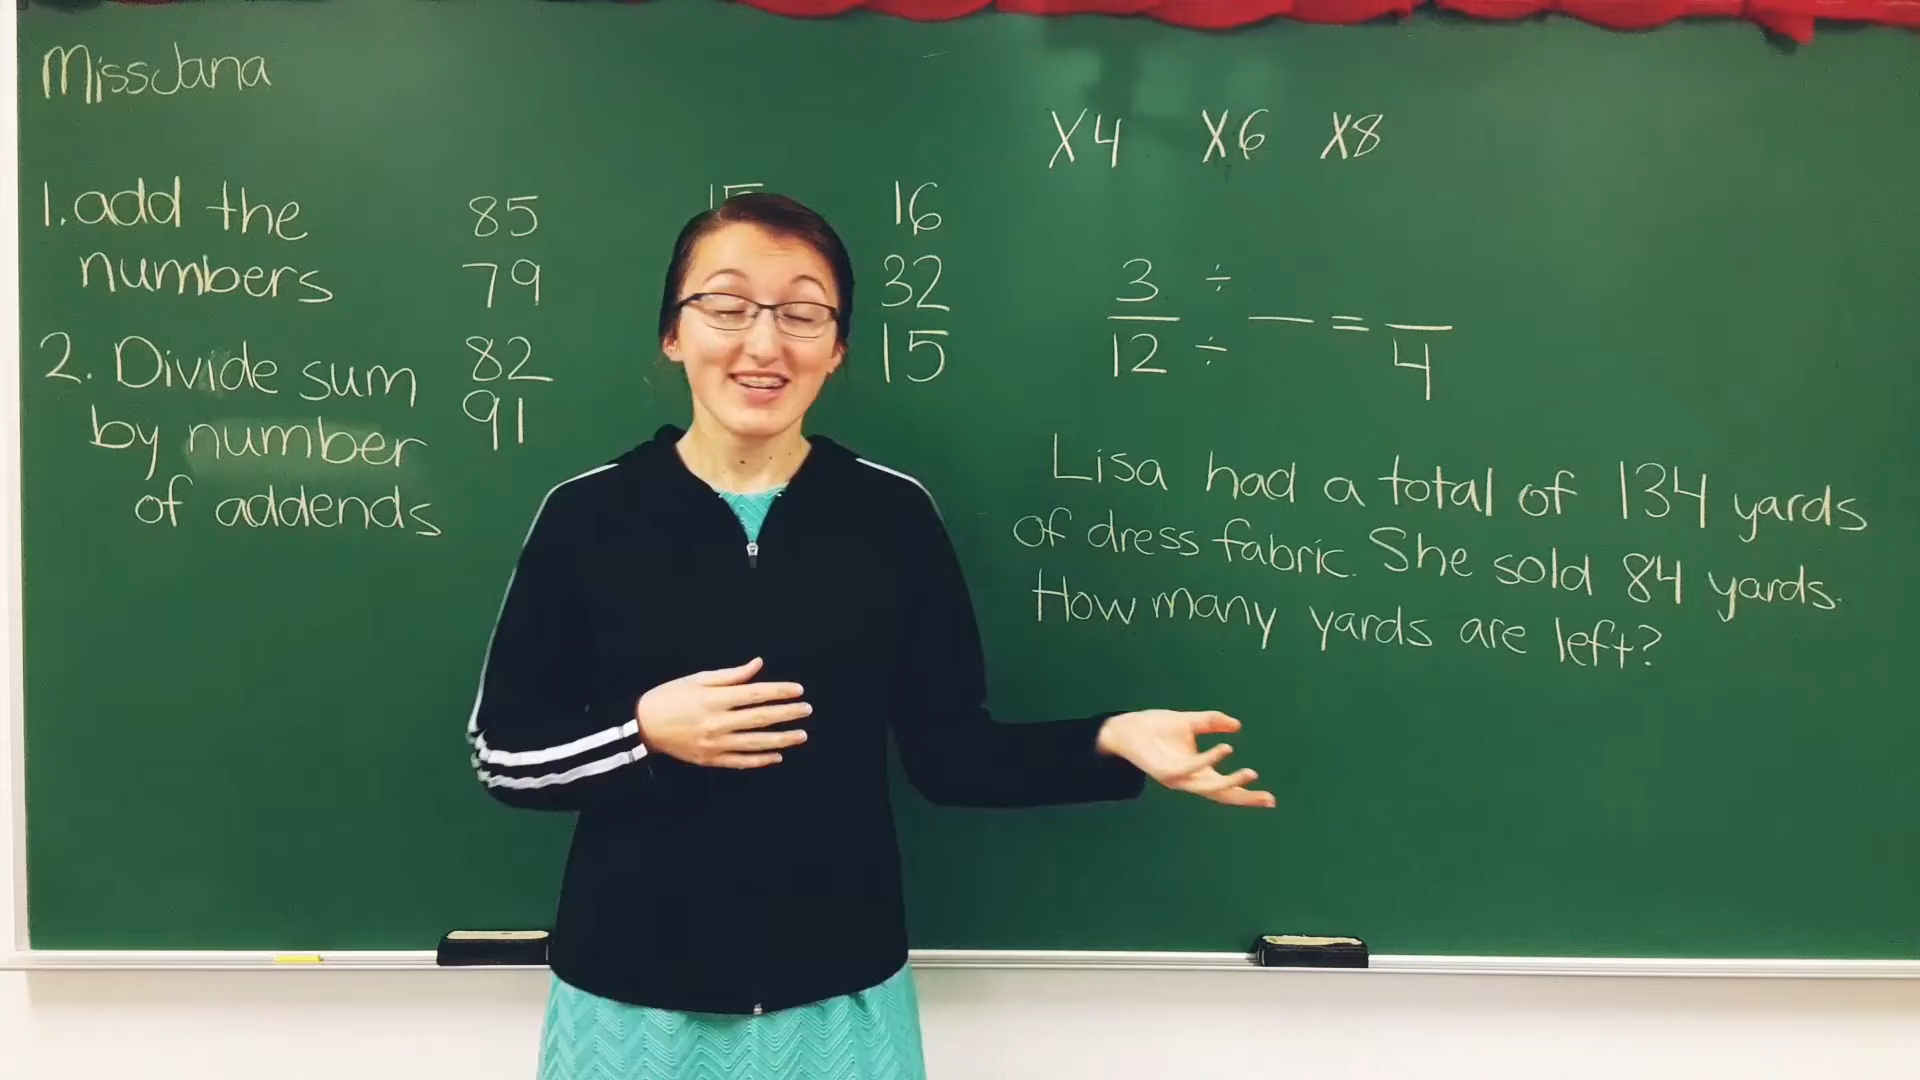 MissJana
1. add the
numbers
2. Divide sum
by number
of addends
85
79
82
91
16
32
15
X4 X6 X8
3 ÷
12 ÷
=
4
Lisa had a total of 134 yards
of dress fabric. She sold 84 yards.
How many yards are left?